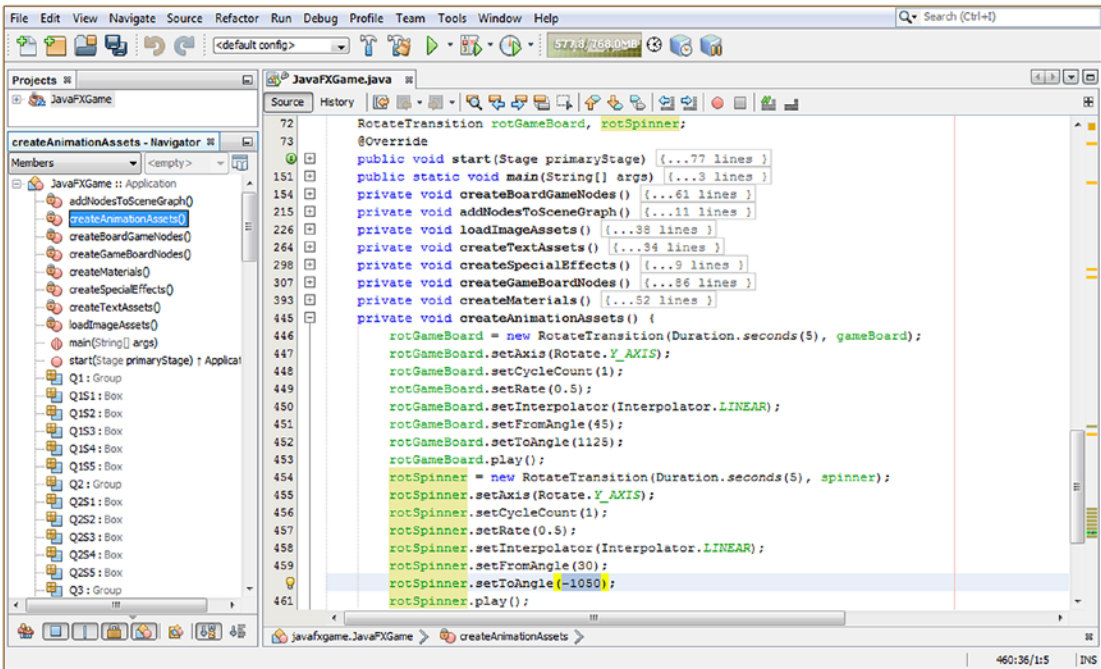 File Edit View Navigate Source Refactor Run Debug Profile Team Tools Window Help
Search (Ctrl+I)
<default config>
577.8/768.0MB
Projects
JavaFXGame
createAnimationAssets - Navigator
Members
<empty>
JavaFXGame :: Application
addNodesToSceneGraph()
createAnimationAssets()
createBoardGameNodes()
createGameBoardNodes()
createMaterials()
createSpecialEffects()
createTextAssets()
loadImageAssets()
main(String[] args)
start(Stage primaryStage) ↑ Applicat
Q1 : Group
Q1S1 : Box
Q1S2 : Box
Q1S3 : Box
Q1S4 : Box
Q1S5 : Box
Q2 : Group
Q2S1 : Box
Q2S2 : Box
Q2S3 : Box
Q2S4 : Box
Q2S5 : Box
Q3 : Group
JavaFXGame.java
Source History
72 RotateTransition rotGameBoard, rotSpinner;
73 @Override
public void start(Stage primaryStage) {...77 lines }
151 public static void main(String[] args) {...3 lines }
154 private void createBoardGameNodes() {...61 lines }
215 private void addNodesToSceneGraph() {...11 lines }
226 private void loadImageAssets() {...38 lines }
264 private void createTextAssets() {...34 lines }
298 private void createSpecialEffects() {...9 lines }
307 private void createGameBoardNodes() {...86 lines }
393 private void createMaterials() {...52 lines }
445 private void createAnimationAssets() {
446 rotGameBoard = new RotateTransition(Duration.seconds(5), gameBoard);
447 rotGameBoard.setAxis(Rotate.Y_AXIS);
448 rotGameBoard.setCycleCount(1);
449 rotGameBoard.setRate(0.5);
450 rotGameBoard.setInterpolator(Interpolator.LINEAR);
451 rotGameBoard.setFromAngle(45);
452 rotGameBoard.setToAngle(1125);
453 rotGameBoard.play();
454 rotSpinner = new RotateTransition(Duration.seconds(5), spinner);
455 rotSpinner.setAxis(Rotate.Y_AXIS);
456 rotSpinner.setCycleCount(1);
457 rotSpinner.setRate(0.5);
458 rotSpinner.setInterpolator(Interpolator.LINEAR);
459 rotSpinner.setFromAngle(30);
rotSpinner.setToAngle(-1050);
461 rotSpinner.play();
javafxgame.JavaFXGame createAnimationAssets
460:36/1:5 INS